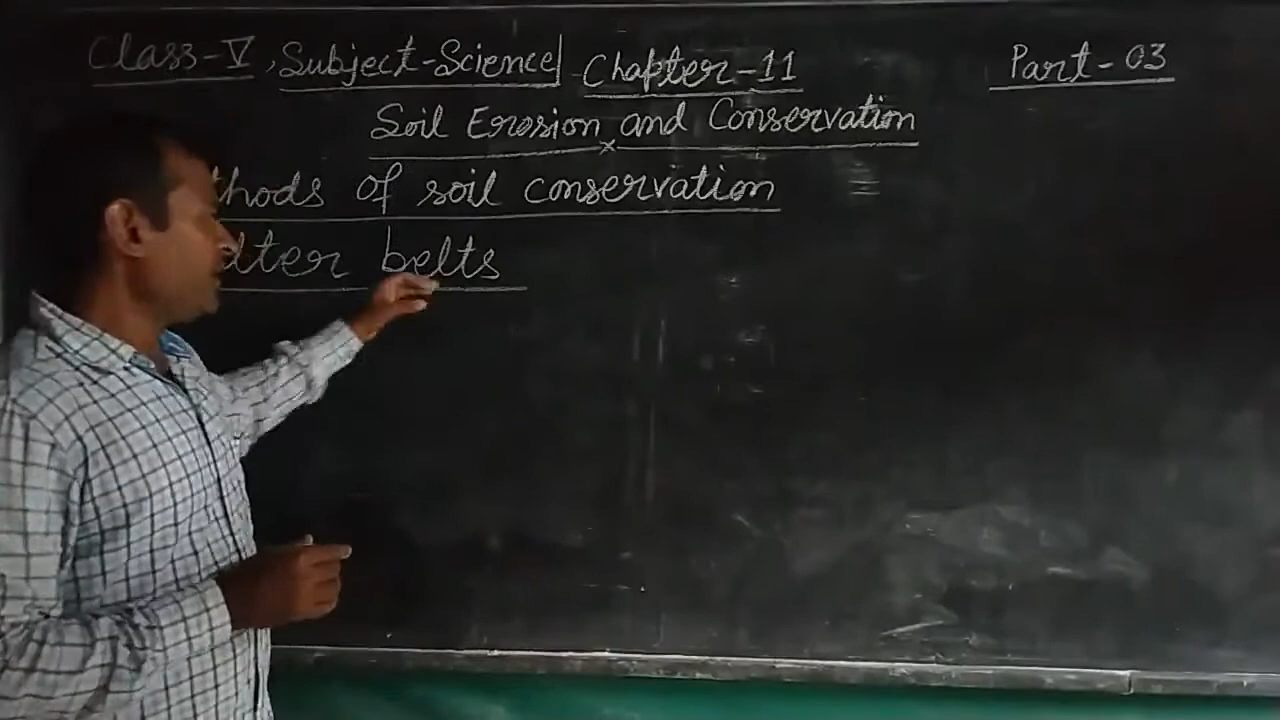 Class-V, Subject-Science Chapter-11 Part-03
Soil Erosion and Conservation
thods of soil conservation
lter belts